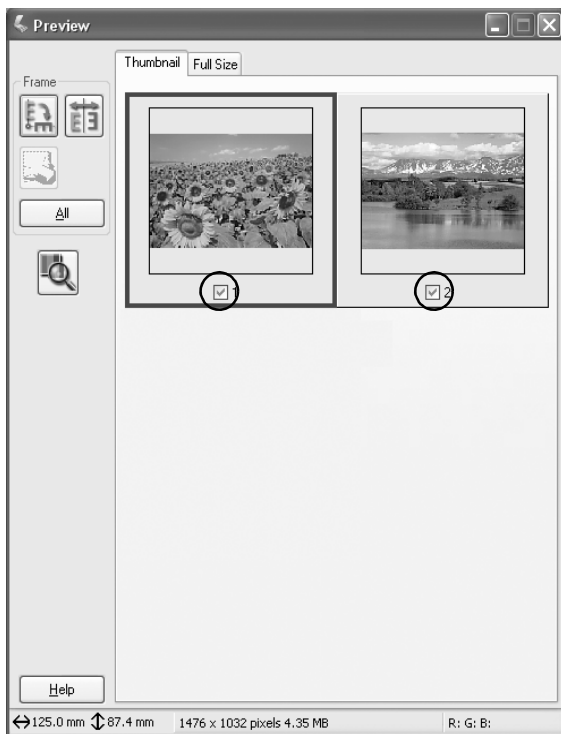 Preview
Thumbnail Full Size
Frame
All
1 2
Help
125.0 mm 87.4 mm 1476 x 1032 pixels 4.35 MB R: G: B: